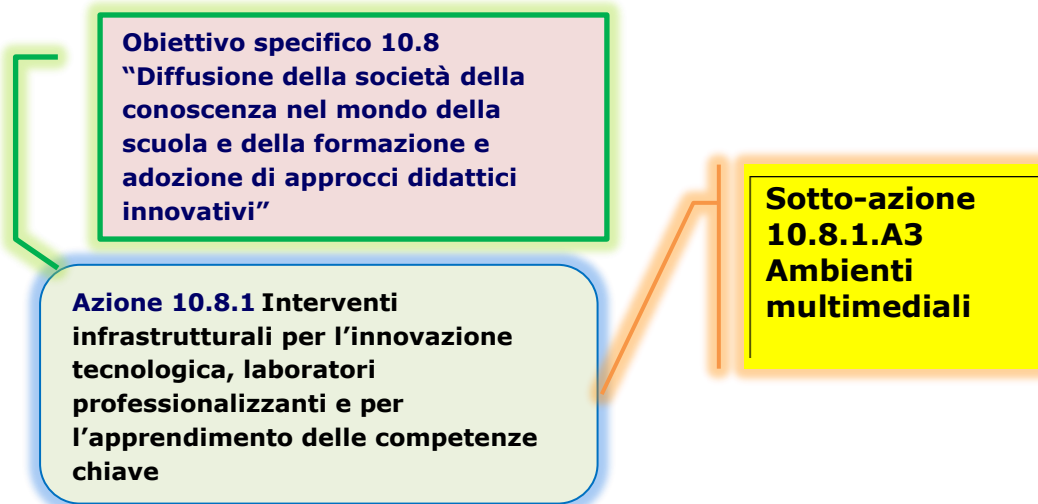 Obiettivo specifico 10.8
“Diffusione della società della
conoscenza nel mondo della
scuola e della formazione e
adozione di approcci didattici
innovativi”
Azione 10.8.1 Interventi
infrastrutturali per l’innovazione
tecnologica, laboratori
professionalizzanti e per
l’apprendimento delle competenze
chiave
Sotto-azione
10.8.1.A3
Ambienti
multimediali